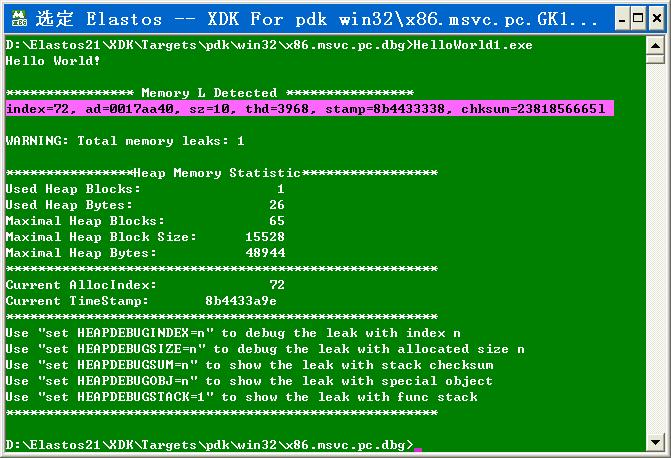 选定 Elastos -- XDK For pdk win32\x86.msvc.pc.GK1...
D:\Elastos21\XDK\Targets\pdk\win32\x86.msvc.pc.dbg>HelloWorld1.exe
Hello World!
**************** Memory L Detected ****************
index=72, ad=0017aa40, sz=10, thd=3968, stamp=8b4433338, chksum=2381856665l
WARNING: Total memory leaks: 1
****************Heap Memory Statistic*****************
Used Heap Blocks: 1
Used Heap Bytes: 26
Maximal Heap Blocks: 65
Maximal Heap Block Size: 15528
Maximal Heap Bytes: 48944
******************************************************
Current AllocIndex: 72
Current TimeStamp: 8b4433a9e
******************************************************
Use "set HEAPDEBUGINDEX=n" to debug the leak with index n
Use "set HEAPDEBUGSIZE=n" to debug the leak with allocated size n
Use "set HEAPDEBUGSUM=n" to show the leak with stack checksum
Use "set HEAPDEBUGOBJ=n" to show the leak with special object
Use "set HEAPDEBUGSTACK=1" to show the leak with func stack
******************************************************
D:\Elastos21\XDK\Targets\pdk\win32\x86.msvc.pc.dbg>